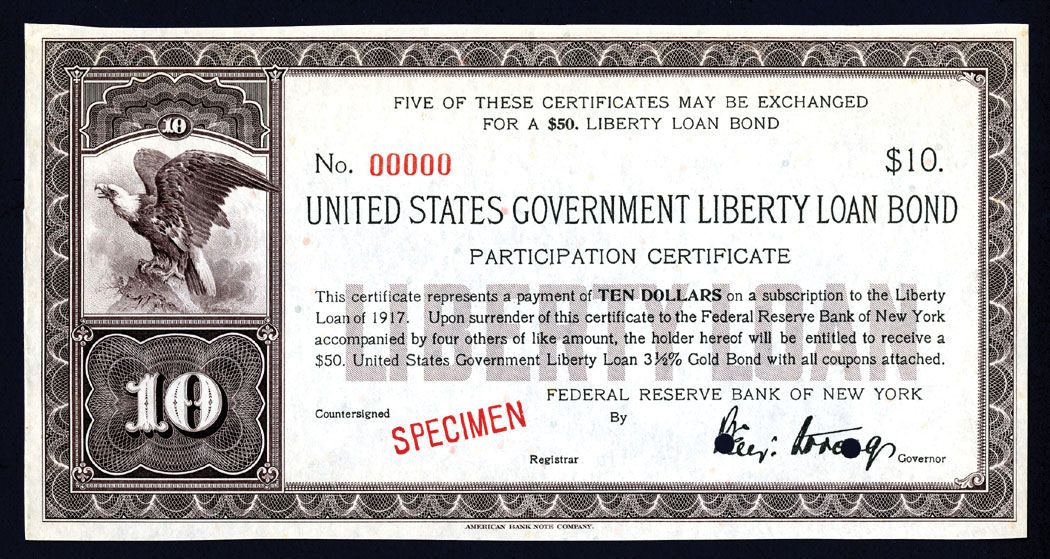 10
FIVE OF THESE CERTIFICATES MAY BE EXCHANGED
FOR A $50. LIBERTY LOAN BOND
No. 00000 $10.
UNITED STATES GOVERNMENT LIBERTY LOAN BOND
PARTICIPATION CERTIFICATE
LIBERTY LOAN
This certificate represents a payment of TEN DOLLARS on a subscription to the Liberty
Loan of 1917. Upon surrender of this certificate to the Federal Reserve Bank of New York
accompanied by four others of like amount, the holder hereof will be entitled to receive a
$50. United States Government Liberty Loan 3½% Gold Bond with all coupons attached.
10
FEDERAL RESERVE BANK OF NEW YORK
Countersigned
SPECIMEN
By
Registrar
Governor
AMERICAN BANK NOTE COMPANY.